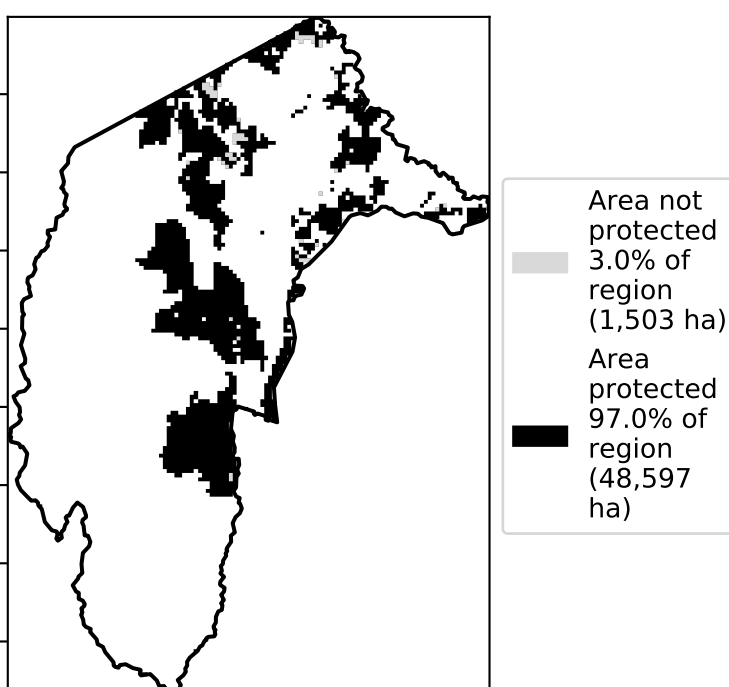 Area not
protected
3.0% of
region
(1,503 ha)
Area
protected
97.0% of
region
(48,597
ha)